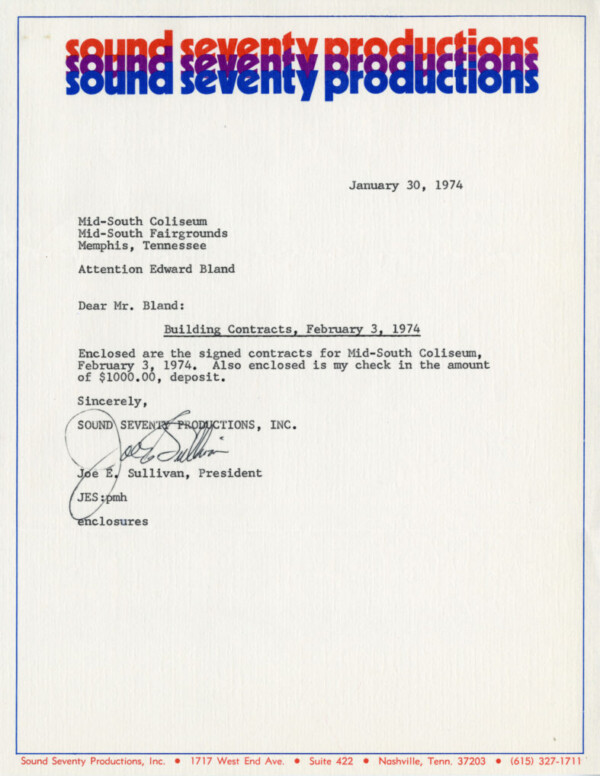 sound seventy productions
sound seventy productions
sound seventy productions
January 30, 1974
Mid-South Coliseum
Mid-South Fairgrounds
Memphis, Tennessee
Attention Edward Bland
Dear Mr. Bland:
Building Contracts, February 3, 1974
Enclosed are the signed contracts for Mid-South Coliseum,
February 3, 1974. Also enclosed is my check in the amount
of $1000.00, deposit.
Sincerely,
SOUND SEVENTY PRODUCTIONS, INC.
Joe E Sullivan
Joe E. Sullivan, President
JES:pmh
enclosures
Sound Seventy Productions, Inc. • 1717 West End Ave. • Suite 422 • Nashville, Tenn. 37203 • (615) 327-1711